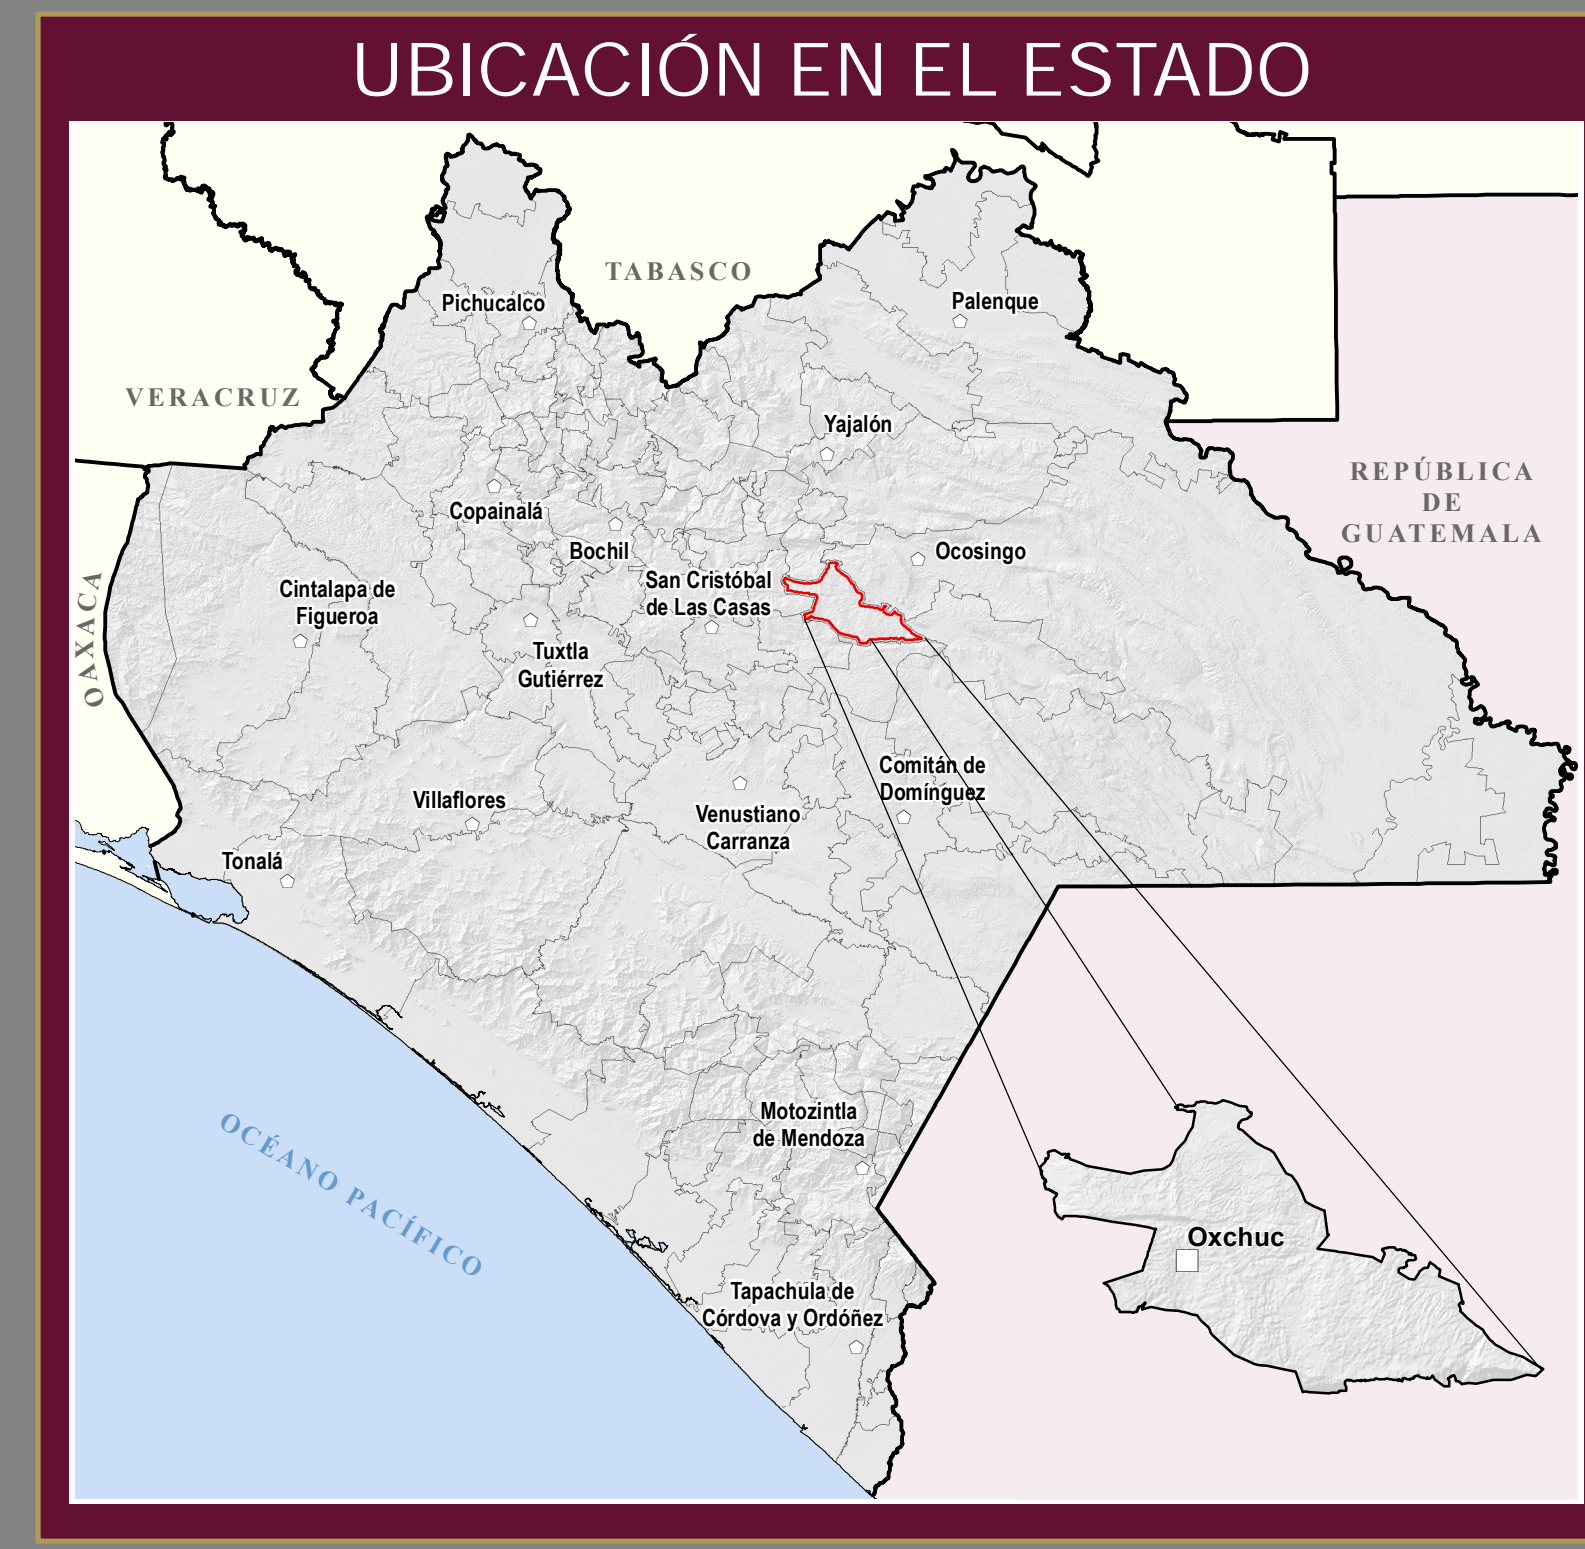 UBICACIÓN EN EL ESTADO
TABASCO
Pichucalco
Palenque
VERACRUZ
Yajalón
REPÚBLICA
DE
GUATEMALA
Copainalá
Bochil
Ocosingo
OAXACA
Cintalapa de
Figueroa
San Cristóbal
de Las Casas
Tuxtla
Gutiérrez
Comitán de
Domínguez
Villaflores
Venustiano
Carranza
Tonalá
OCÉANO PACÍFICO
Motozintla
de Mendoza
Oxchuc
Tapachula de
Córdova y Ordóñez